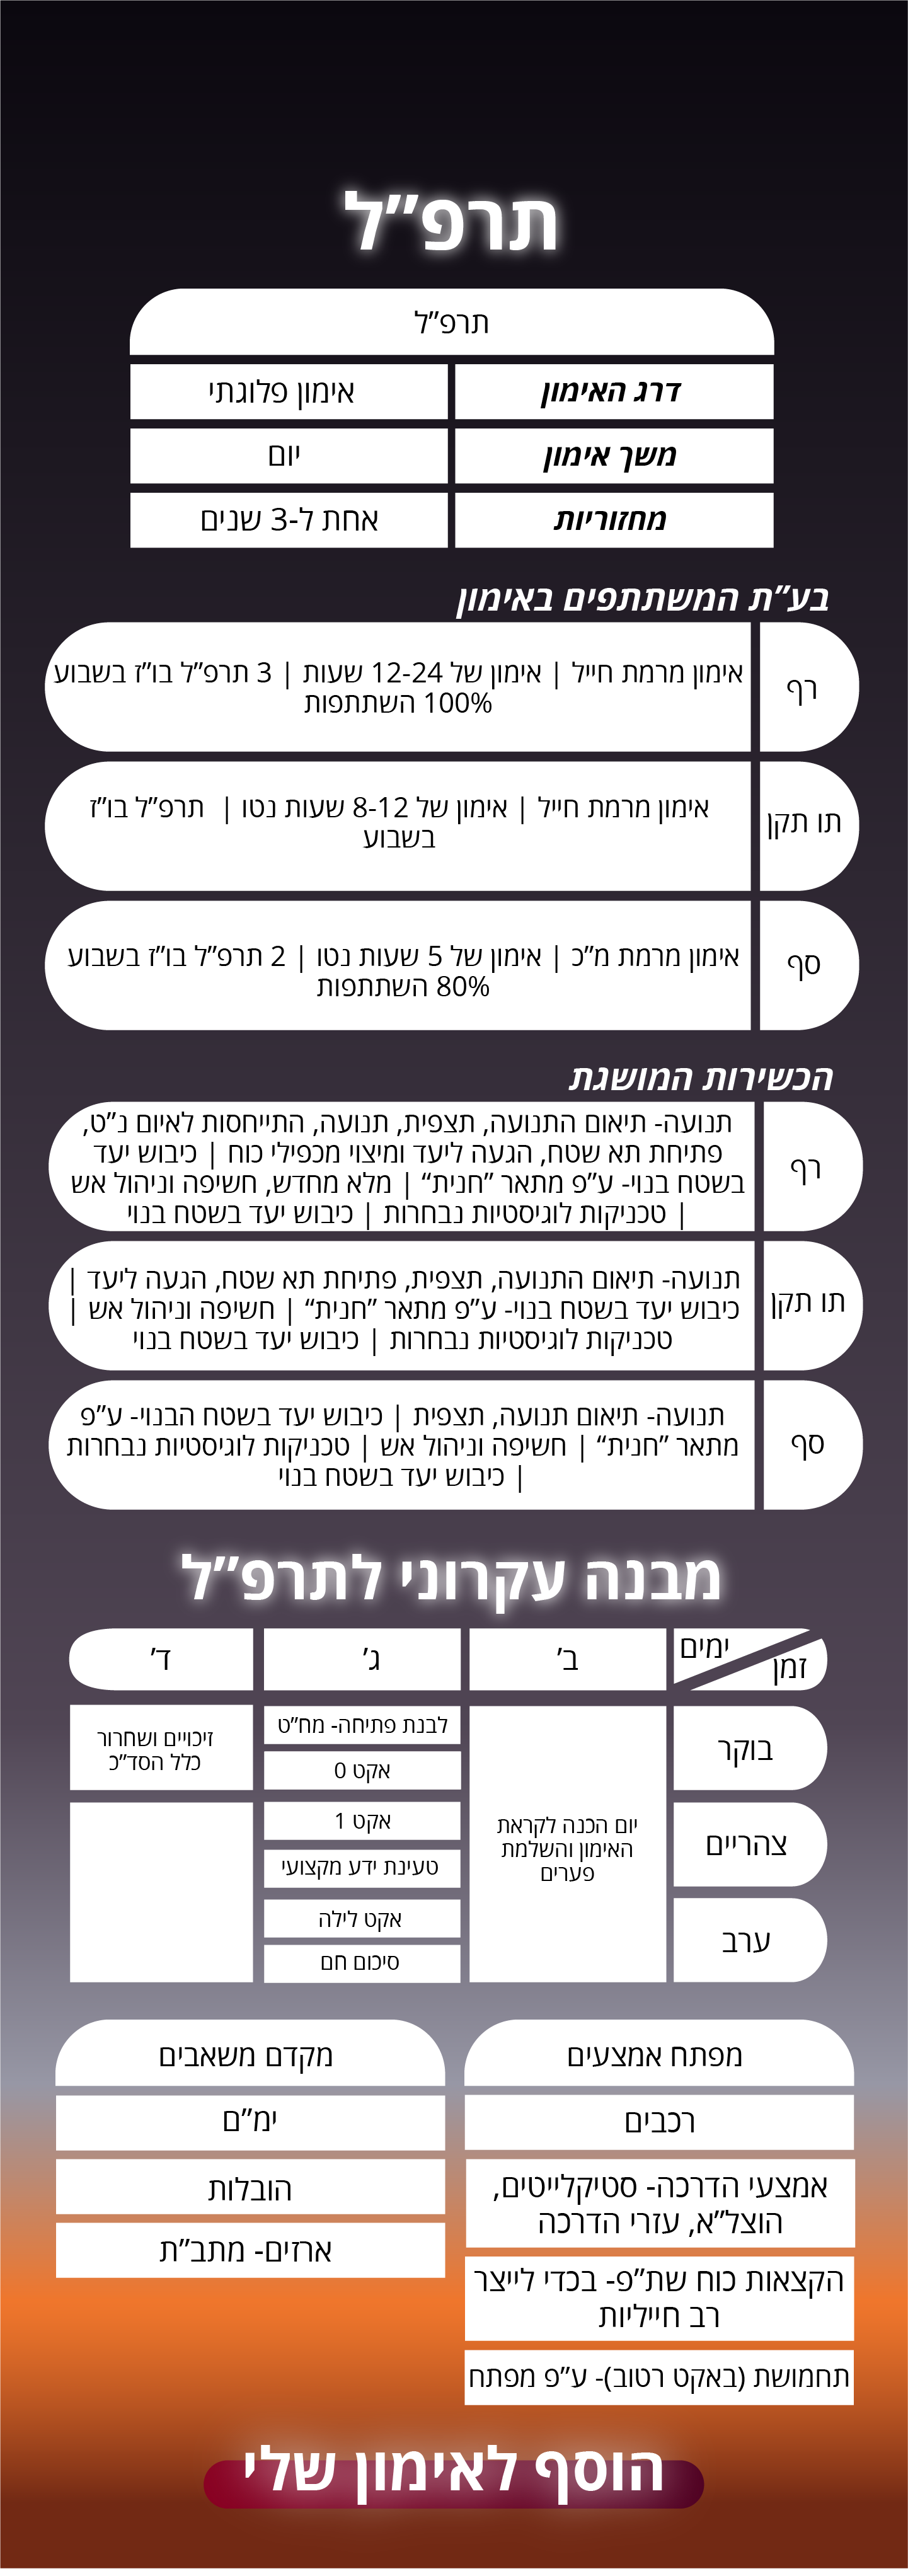 תרפ”ל
תרפ”ל
דרג האימון
אימון פלוגתי
משך אימון
יום
מחזוריות
אחת ל-3 שנים
בע”ת המשתתפים באימון
רף
אימון מרמת חייל | אימון של 12-24 שעות | 3 תרפ”ל בו”ז בשבוע
100% השתתפות
תו תקן
אימון מרמת חייל | אימון של 8-12 שעות נטו | תרפ”ל בו”ז
בשבוע
סף
אימון מרמת מ”כ | אימון של 5 שעות נטו | 2 תרפ”ל בו”ז בשבוע
80% השתתפות
הכשירות המושגת
רף
תנועה- תיאום התנועה, תצפית, תנועה, התייחסות לאיום נ”ט,
פתיחת תא שטח, הגעה ליעד ומיצוי מכפילי כוח | כיבוש יעד
בשטח בנוי- ע”פ מתאר ”חנית“ | מלא מחדש, חשיפה וניהול אש
| טכניקות לוגיסטיות נבחרות | כיבוש יעד בשטח בנוי
תו תקן
תנועה- תיאום התנועה, תצפית, פתיחת תא שטח, הגעה ליעד |
כיבוש יעד בשטח בנוי- ע”פ מתאר ”חנית“ | חשיפה וניהול אש |
טכניקות לוגיסטיות נבחרות | כיבוש יעד בשטח בנוי
סף
תנועה- תיאום תנועה, תצפית | כיבוש יעד בשטח הבנוי- ע”פ
מתאר ”חנית“ | חשיפה וניהול אש | טכניקות לוגיסטיות נבחרות
| כיבוש יעד בשטח בנוי
מבנה עקרוני לתרפ”ל
ימים
זמן
ב’
ג’
ד’
בוקר
צהריים
ערב
יום הכנה לקראת
האימון והשלמת
פערים
לבנת פתיחה- מח”ט
אקט 0
אקט 1
טעינת ידע מקצועי
אקט לילה
סיכום חם
זיכויים ושחרור
כלל הסד”כ
מפתח אמצעים
רכבים
אמצעי הדרכה- סטיקלייטים,
הוצל”א, עזרי הדרכה
הקצאות כוח שת”פ- בכדי לייצר
רב חייליות
תחמושת (באקט רטוב)- ע”פ מפתח
מקדם משאבים
ימ”ם
הובלות
ארזים- מתב”ת
הוסף לאימון שלי